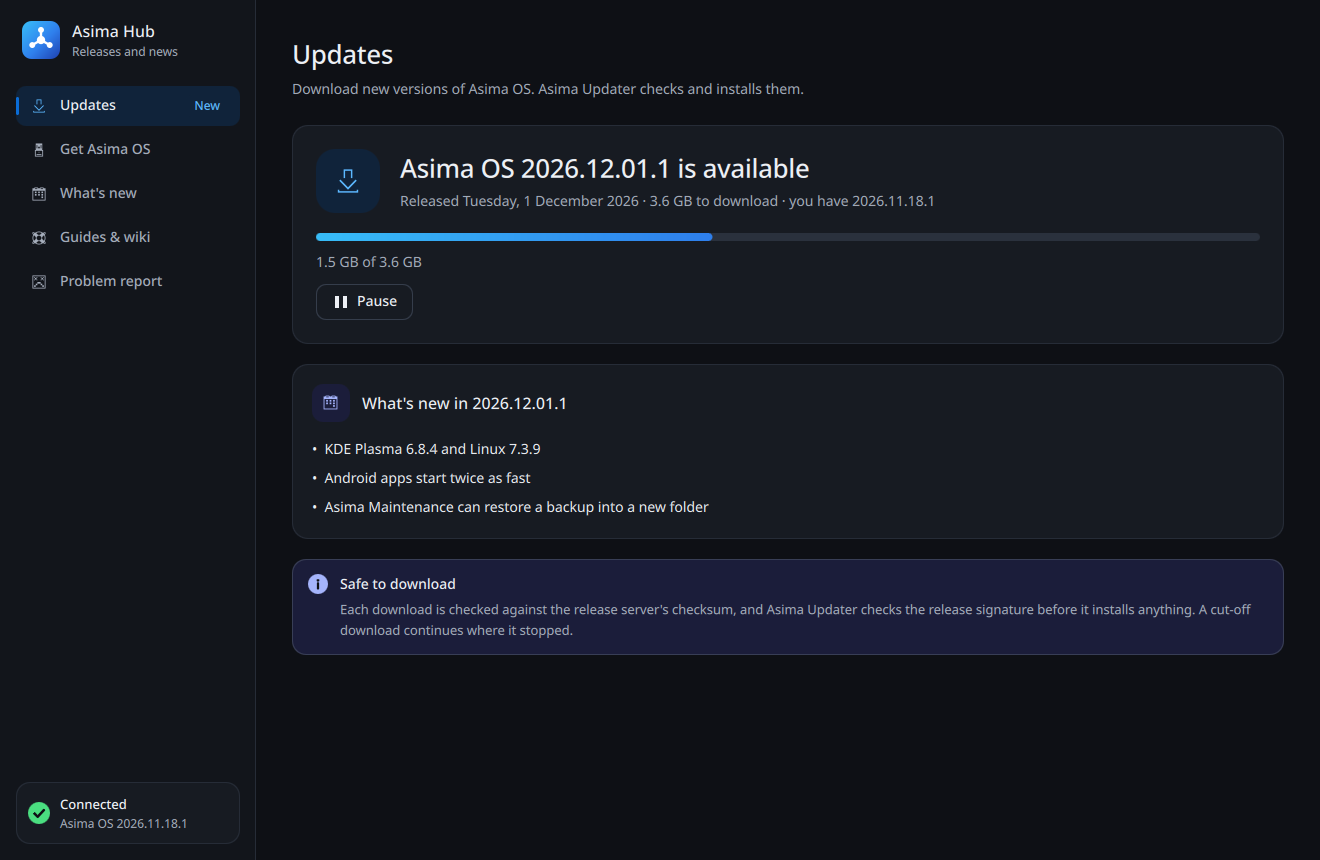 Asima Hub
Releases and news
Updates
New
Get Asima OS
What's new
Guides & wiki
Problem report
Connected
Asima OS 2026.11.18.1
Updates
Download new versions of Asima OS. Asima Updater checks and installs them.
Asima OS 2026.12.01.1 is available
Released Tuesday, 1 December 2026 · 3.6 GB to download · you have 2026.11.18.1
1.5 GB of 3.6 GB
Pause
What's new in 2026.12.01.1
• KDE Plasma 6.8.4 and Linux 7.3.9
• Android apps start twice as fast
• Asima Maintenance can restore a backup into a new folder
Safe to download
Each download is checked against the release server's checksum, and Asima Updater checks the release signature before it installs anything. A cut-off
download continues where it stopped.